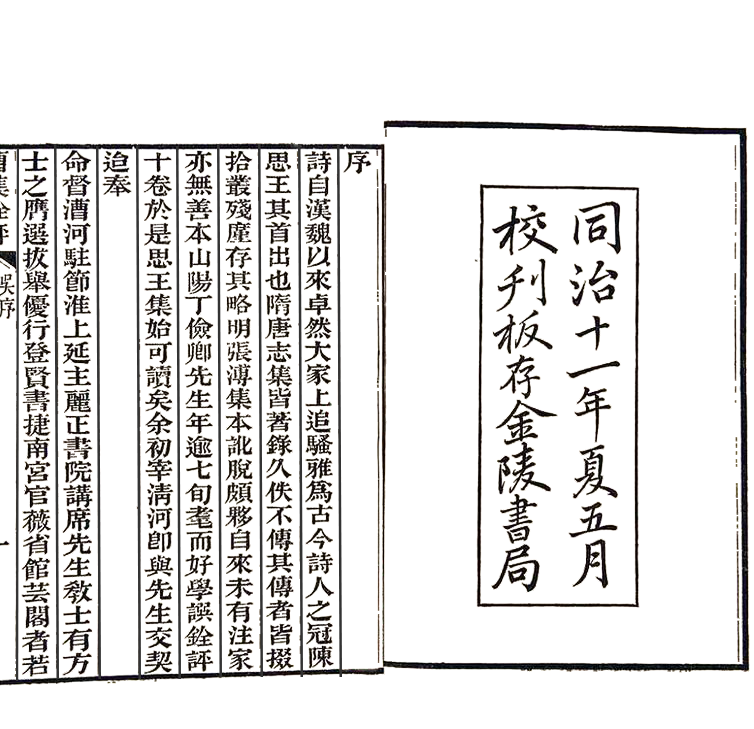 同治十一年夏五月
校刊板存金陵書局
序
詩自漢魏以來卓然大家上追騷雅爲古今詩人之冠陳
思王其首出也隋唐志集皆著錄久佚不傳其傳者皆掇
拾叢殘廑存其略明張溥集本訛脫頗夥自來未有注家
亦無善本山陽丁儉卿先生年逾七旬耄而好學譔銓評
十卷於是思王集始可讀矣余初宰清河卽與先生交契
迨奉
命督漕河駐節淮上延主麗正書院講席先生敎士有方
士之膺選拔舉優行登賢書捷南宮官薇省館芸閣者若
集銓評
譔序
一